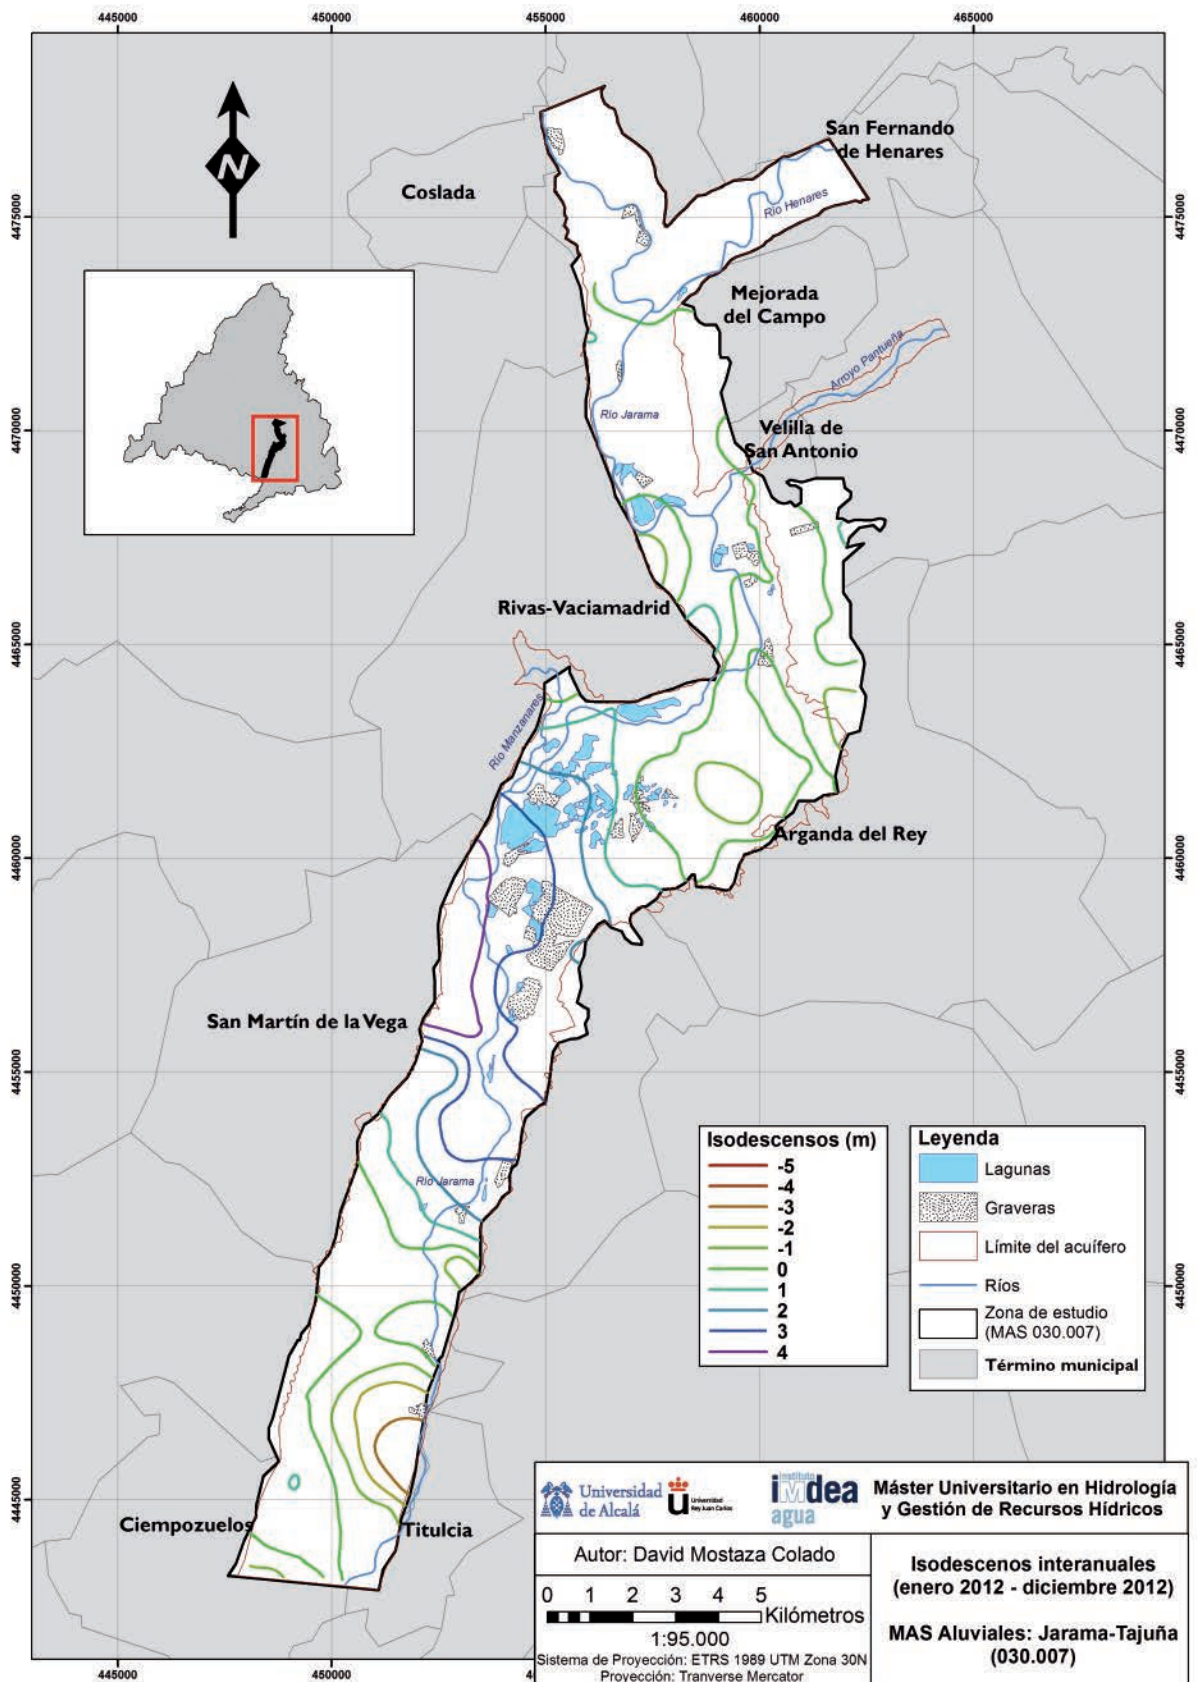 445000 450000 455000 460000 465000
4475000
4470000
4465000
4460000
4455000
4450000
4445000
4475000
4470000
4465000
4460000
4455000
4450000
N
San Fernando
de Henares
Coslada
Río Henares
Mejorada
del Campo
Arroyo Pantueña
Río Jarama
Velilla de
San Antonio
Rivas-Vaciamadrid
Río Manzanares
Arganda del Rey
San Martín de la Vega
Río Jarama
Ciempozuelos
Titulcia
Isodescensos (m)
-5
-4
-3
-2
-1
0
1
2
3
4
Leyenda
Lagunas
Graveras
Límite del acuífero
Ríos
Zona de estudio
(MAS 030.007)
Término municipal
Universidad
de Alcalá
Universidad
Rey Juan Carlos
instituto
imdea
agua
Máster Universitario en Hidrología
y Gestión de Recursos Hídricos
Autor: David Mostaza Colado
0 1 2 3 4 5
Kilómetros
1:95.000
Sistema de Proyección: ETRS 1989 UTM Zona 30N
Proyección: Tranverse Mercator
Isodescenos interanuales
(enero 2012 - diciembre 2012)
MAS Aluviales: Jarama-Tajuña
(030.007)
445000 450000